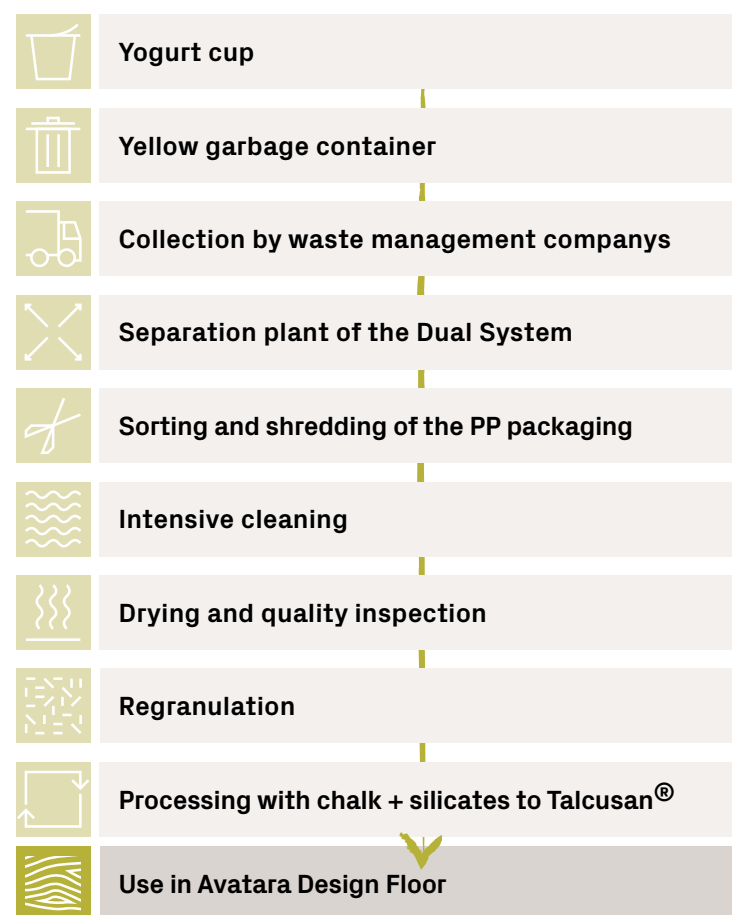 Yogurt cup
Yellow garbage container
Collection by waste management companys
Separation plant of the Dual System
Sorting and shredding of the PP packaging
Intensive cleaning
Drying and quality inspection
Regranulation
Processing with chalk + silicates to Talcusan®
Use in Avatara Design Floor